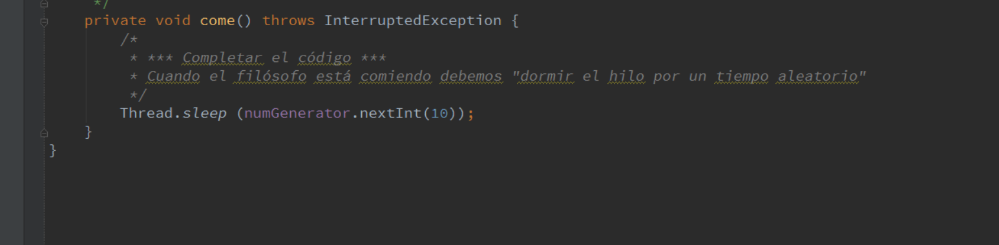 */
private void come() throws InterruptedException {
/*
* *** Completar el código ***
* Cuando el filósofo está comiendo debemos "dormir el hilo por un tiempo aleatorio"
*/
Thread.sleep (numGenerator.nextInt(10));
}
}